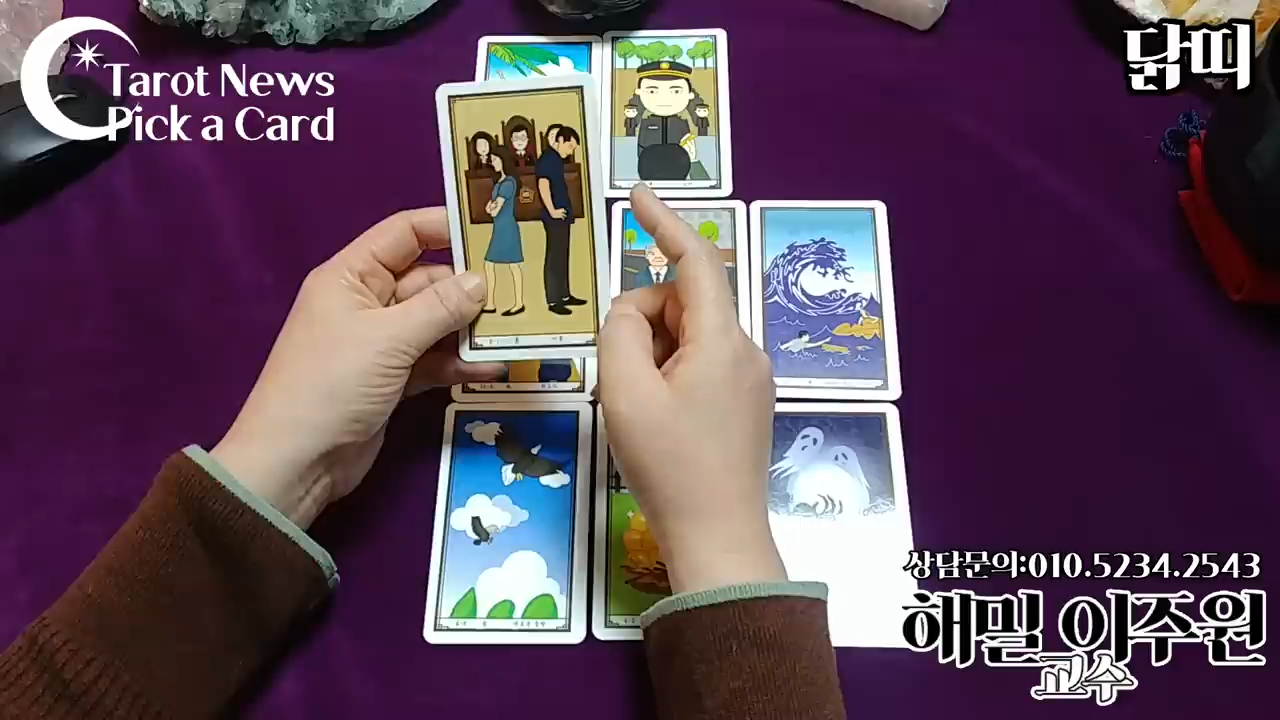 Tarot News
Pick a Card
닭띠
상담문의:010.5234.2543
해밀 이주원
교수